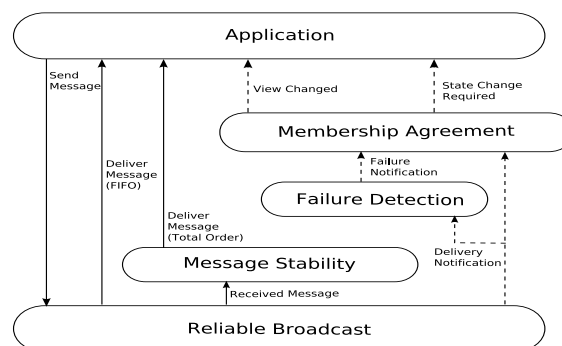 Application
Send
Message
View Changed
State Change
Required
Membership Agreement
Deliver
Message
(FIFO)
Failure
Notification
Failure Detection
Deliver
Message
(Total Order)
Delivery
Notification
Message Stability
Received Message
Reliable Broadcast